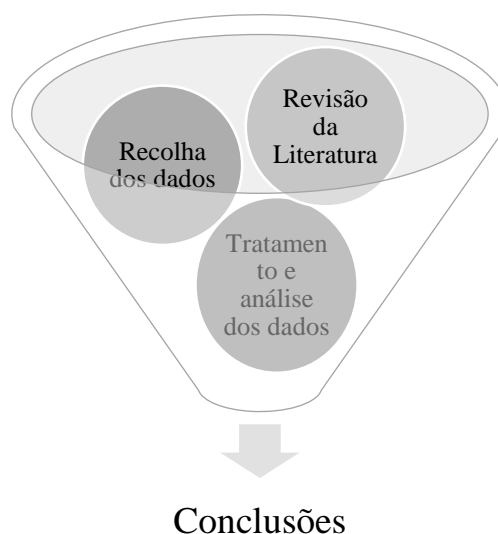 Revisão
da
Literatura
Recolha
dos dados
Tratamen
to e
análise
dos dados
Conclusões